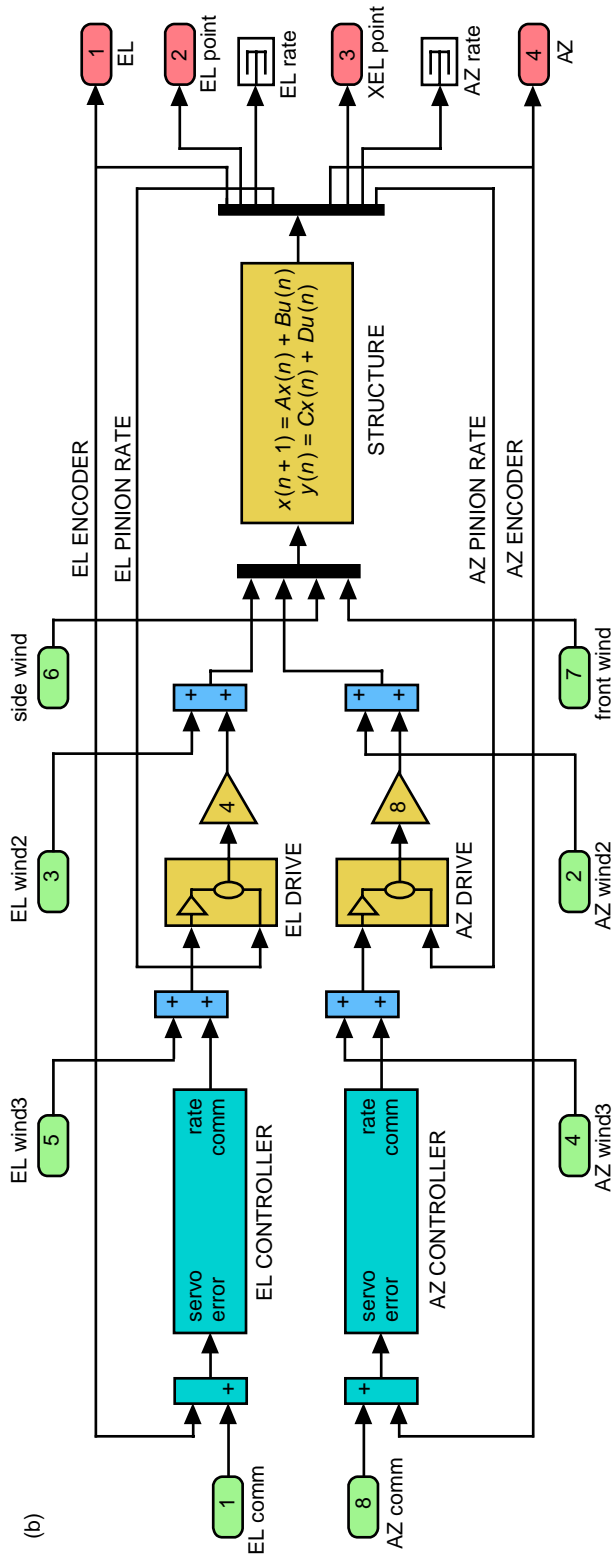 (b)
EL wind3
5
EL wind2
3
side wind
6
EL ENCODER
EL PINION RATE
1
EL
2
EL point
EL rate
3
XEL point
AZ rate
4
AZ
1
EL comm
+
servo
error
rate
comm
EL CONTROLLER
+
+
EL DRIVE
4
+
+
x(n + 1) = Ax(n) + Bu(n)
y(n) = Cx(n) + Du(n)
STRUCTURE
8
AZ comm
+
servo
error
rate
comm
AZ CONTROLLER
+
+
AZ DRIVE
8
+
+
AZ PINION RATE
AZ ENCODER
4
AZ wind3
2
AZ wind2
7
front wind